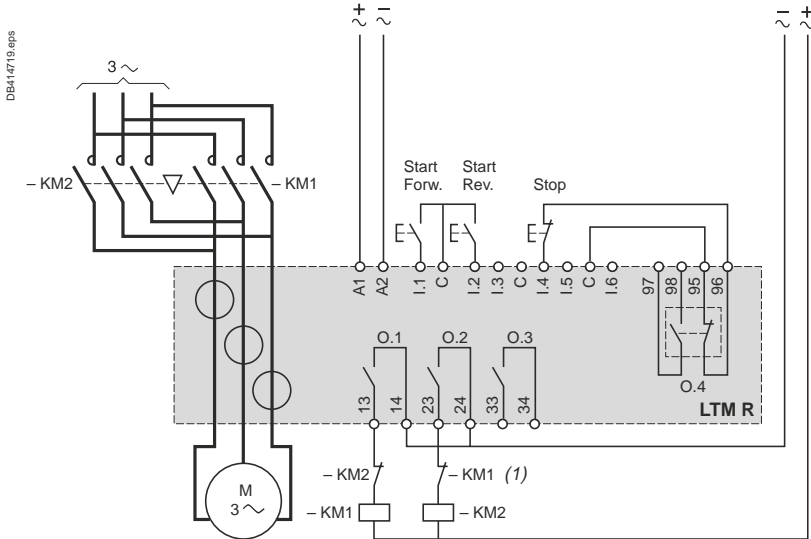 DB414719.eps
+
∼
−
∼
−
∼
+
∼
3 ∼
– KM2
– KM1
Start
Forw.
Start
Rev.
Stop
A1
A2
I.1
C
I.2
I.3
C
I.4
I.5
C
I.6
97
98
95
96
O.1
O.2
O.3
O.4
13
14
23
24
33
34
LTM R
M
3 ∼
– KM2
– KM1 (1)
– KM1
– KM2